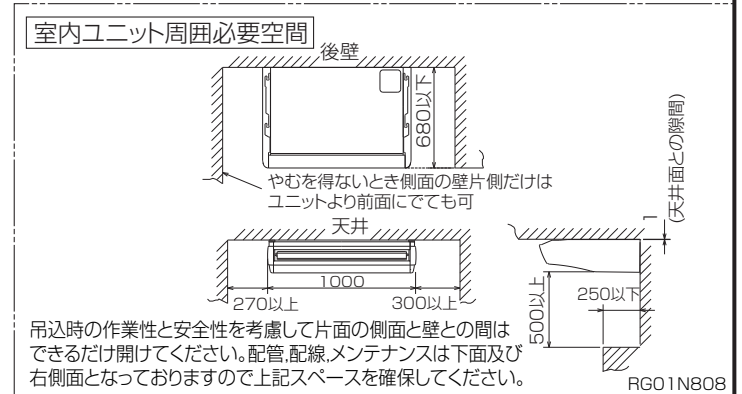 室内ユニット周囲必要空間
後壁
680以下
やむを得ないとき側面の壁片側だけは
ユニットより前面にでても可
天井
1000
270以上
300以上
500以上
250以下
1
(天井面との隙間)
吊込時の作業性と安全性を考慮して片面の側面と壁との間は
できるだけ開けてください。配管,配線,メンテナンスは下面及び
右側面となっておりますので上記スペースを確保してください。
RG01N808